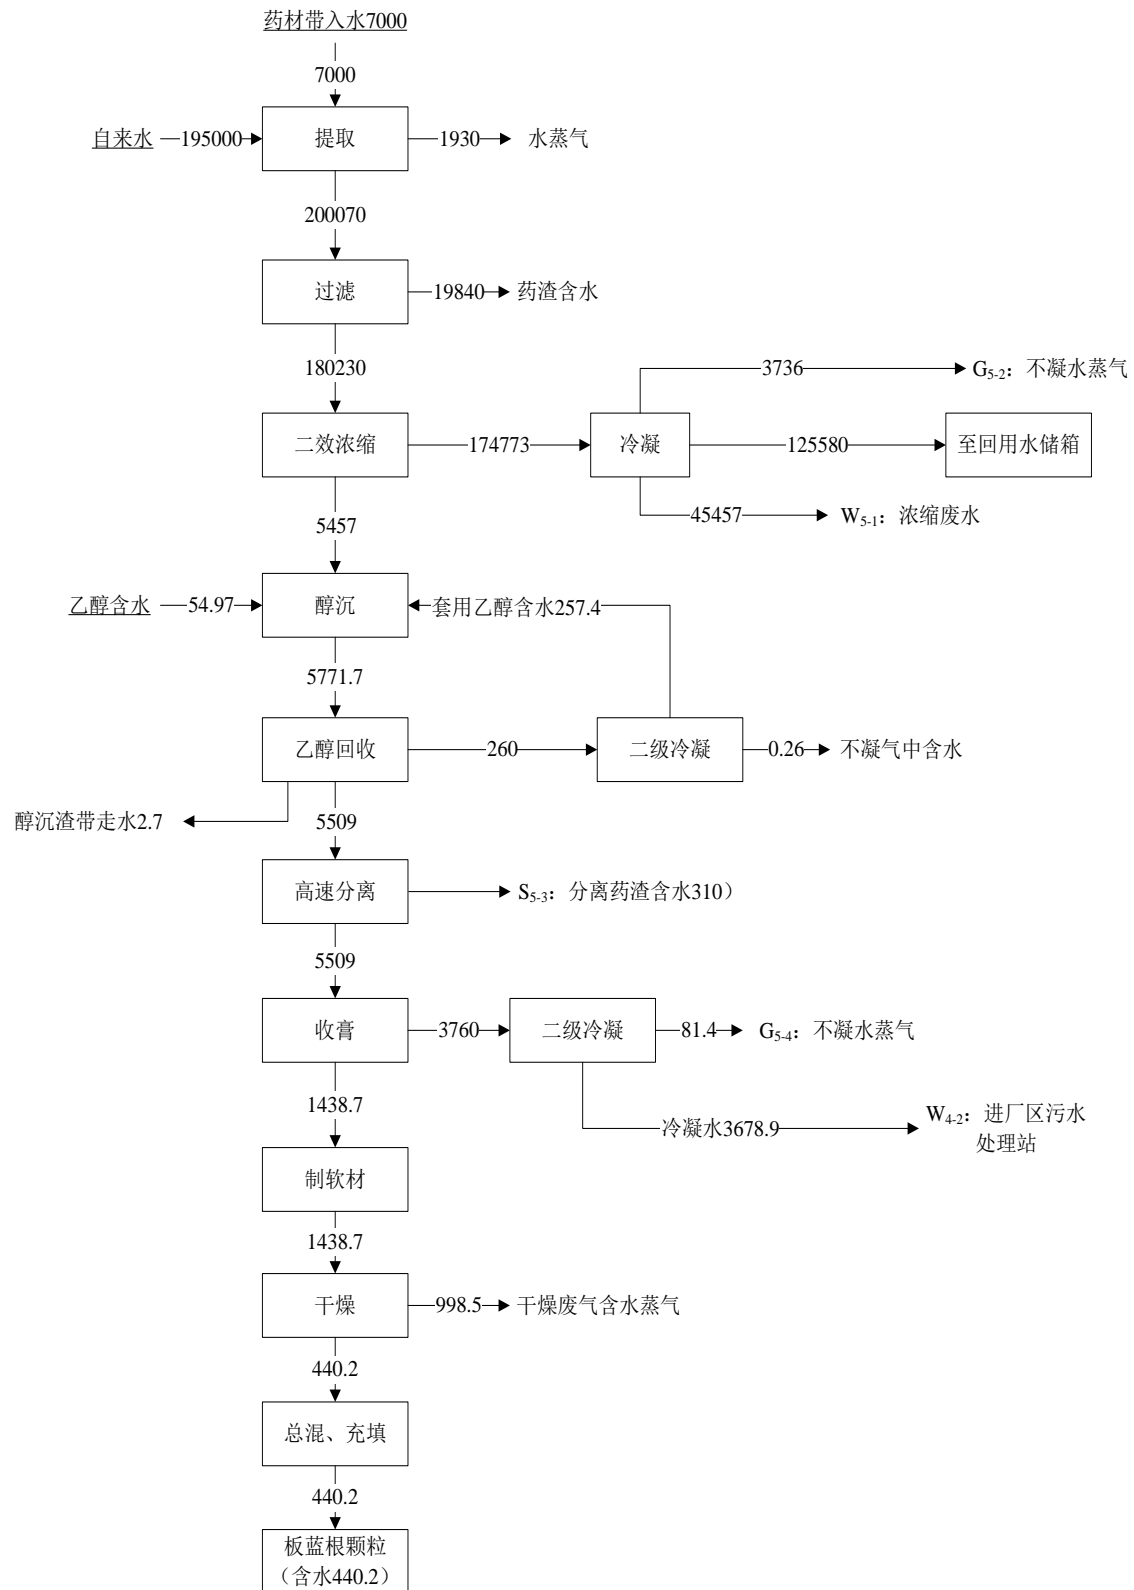 药材带入水7000
7000
自来水
195000
提取
1930
水蒸气
200070
过滤
19840
药渣含水
180230
3736
G5-2：不凝水蒸气
二效浓缩
174773
冷凝
125580
至回用水储箱
45457
W5-1：浓缩废水
5457
乙醇含水
54.97
醇沉
套用乙醇含水257.4
5771.7
乙醇回收
260
二级冷凝
0.26
不凝气中含水
醇沉渣带走水2.7
5509
高速分离
S5-3：分离药渣含水310）
5509
收膏
3760
二级冷凝
81.4
G5-4：不凝水蒸气
1438.7
冷凝水3678.9
W4-2：进厂区污水
处理站
制软材
1438.7
干燥
998.5
干燥废气含水蒸气
440.2
总混、充填
440.2
板蓝根颗粒
（含水440.2）